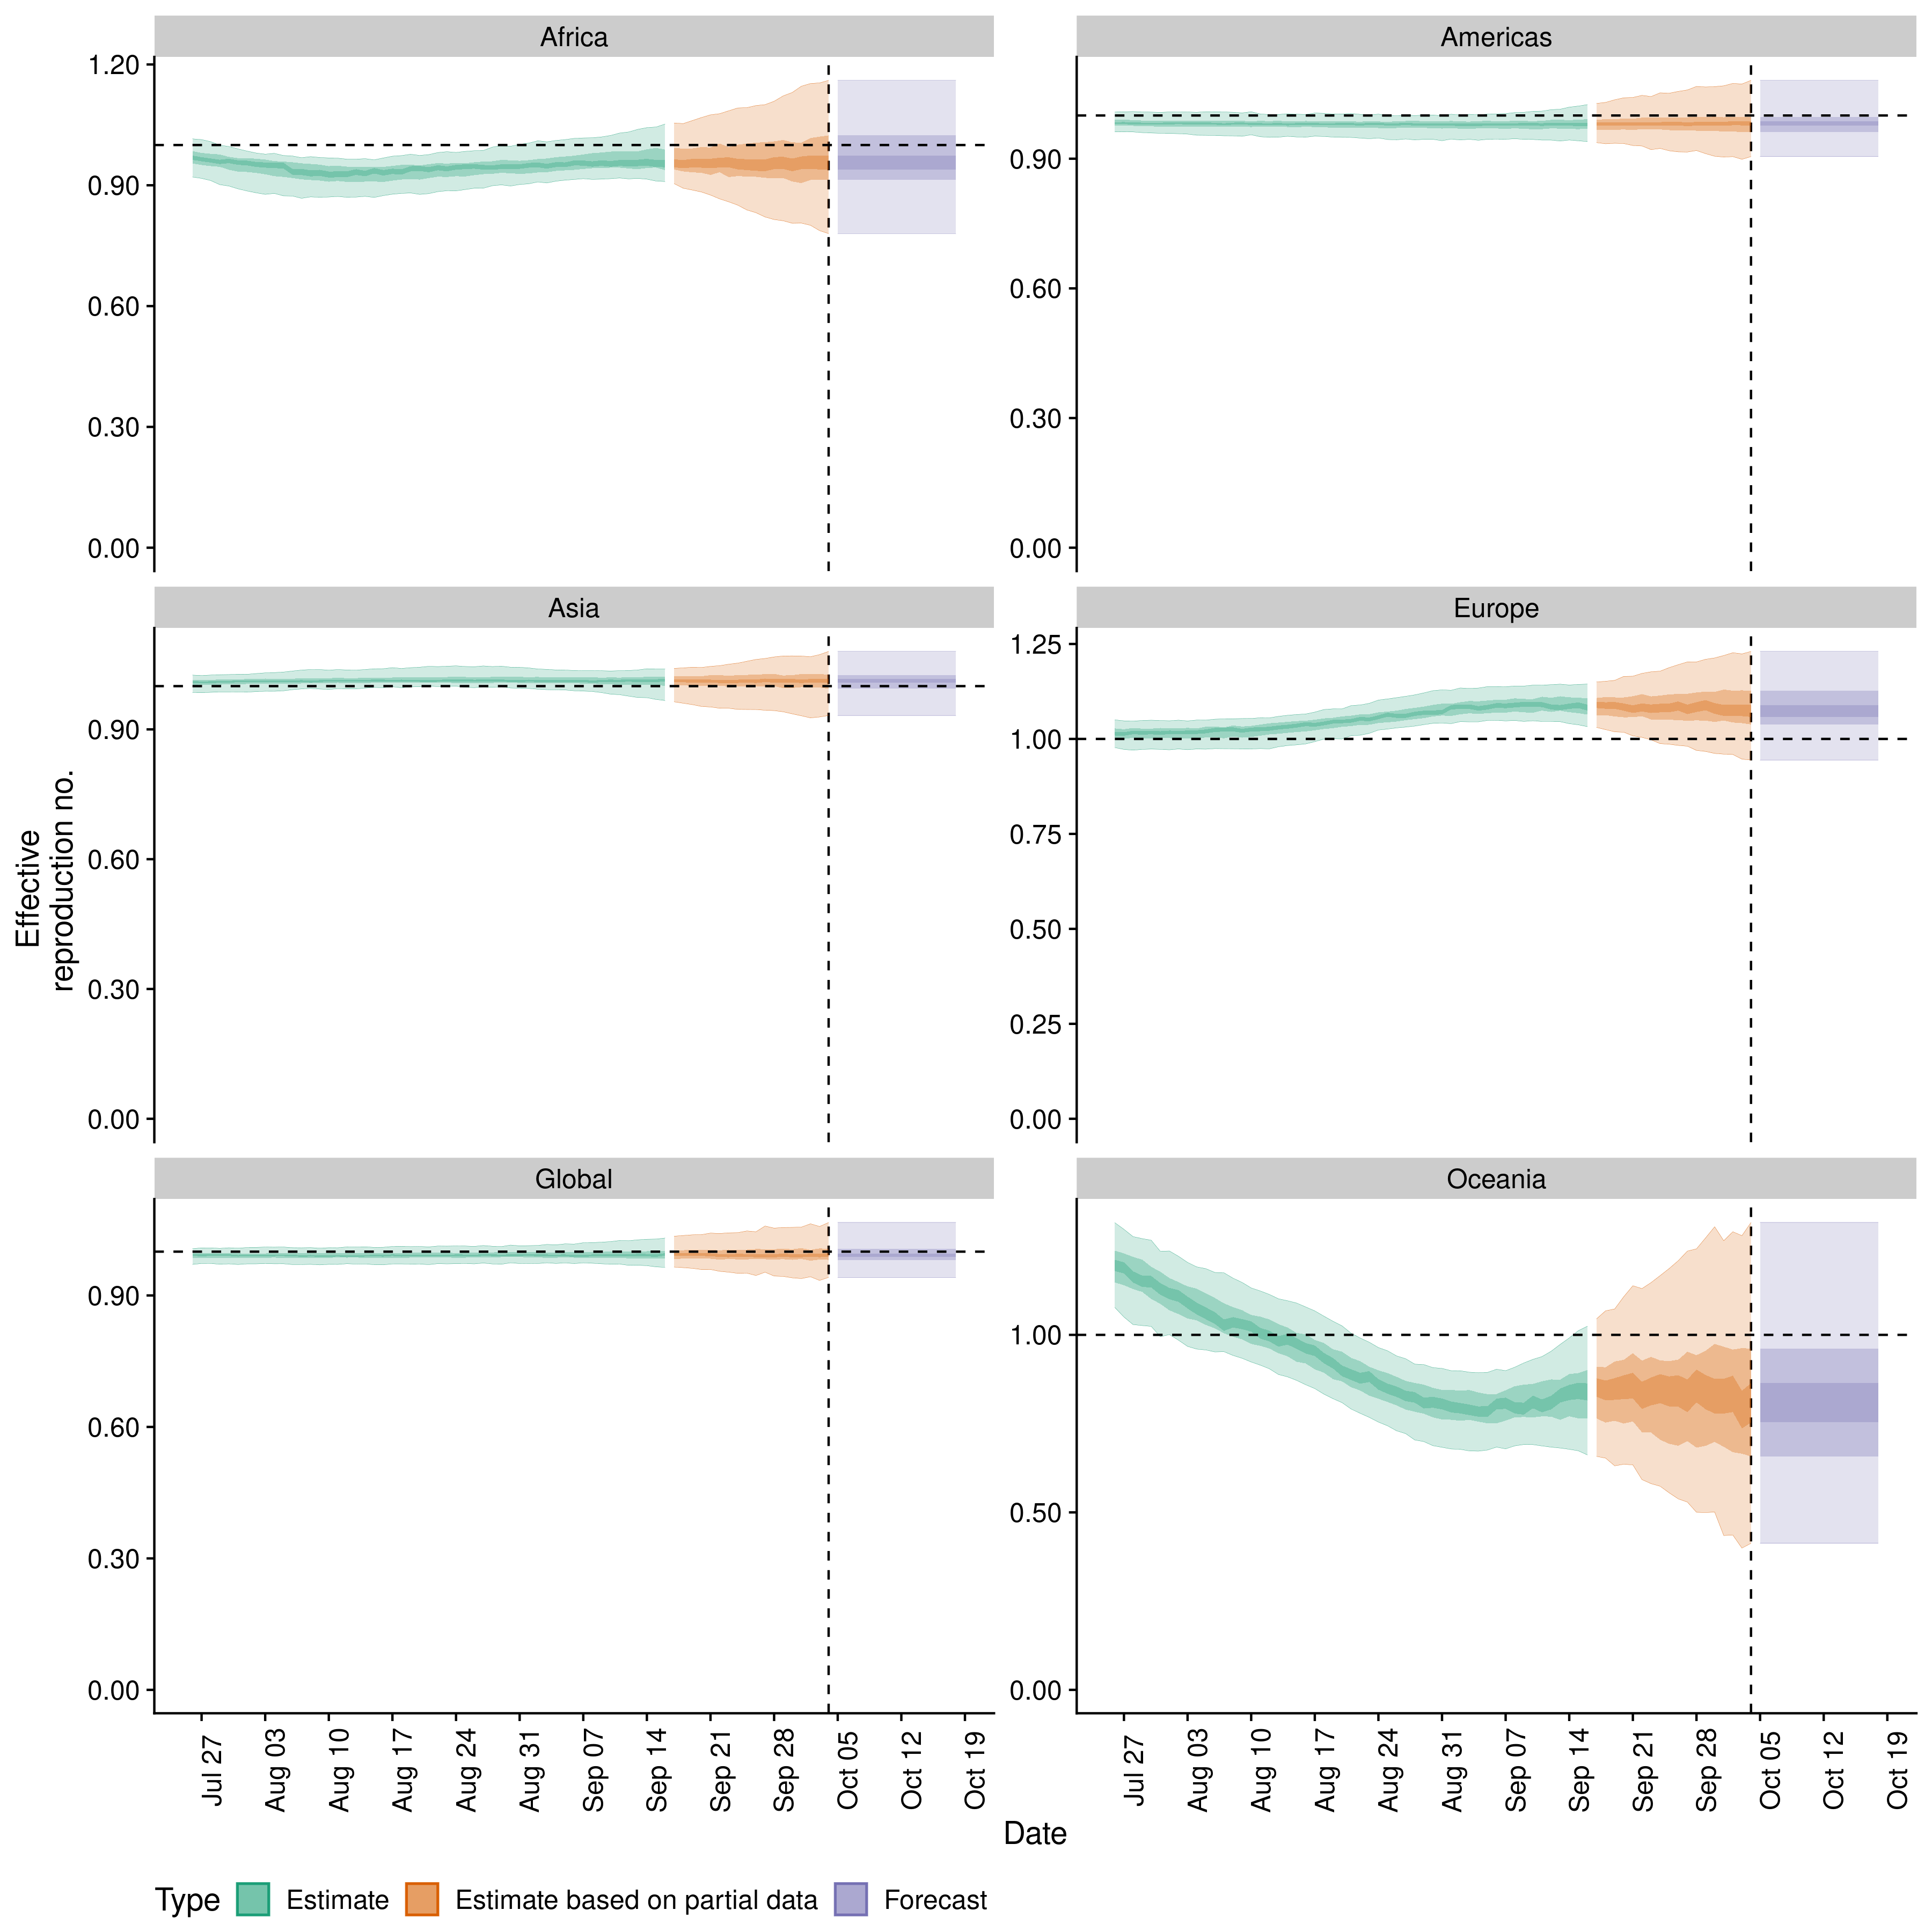 Africa
Americas
1.20
0.90
0.60
0.30
0.00
0.90
0.60
0.30
0.00
Asia
Europe
0.90
0.60
0.30
0.00
1.25
1.00
0.75
0.50
0.25
0.00
Global
Oceania
0.90
0.60
0.30
0.00
1.00
0.50
0.00
Effective
reproduction no.
Jul 27
Aug 03
Aug 10
Aug 17
Aug 24
Aug 31
Sep 07
Sep 14
Sep 21
Sep 28
Oct 05
Oct 12
Oct 19
Jul 27
Aug 03
Aug 10
Aug 17
Aug 24
Aug 31
Sep 07
Sep 14
Sep 21
Sep 28
Oct 05
Oct 12
Oct 19
Date
Type Estimate Estimate based on partial data Forecast